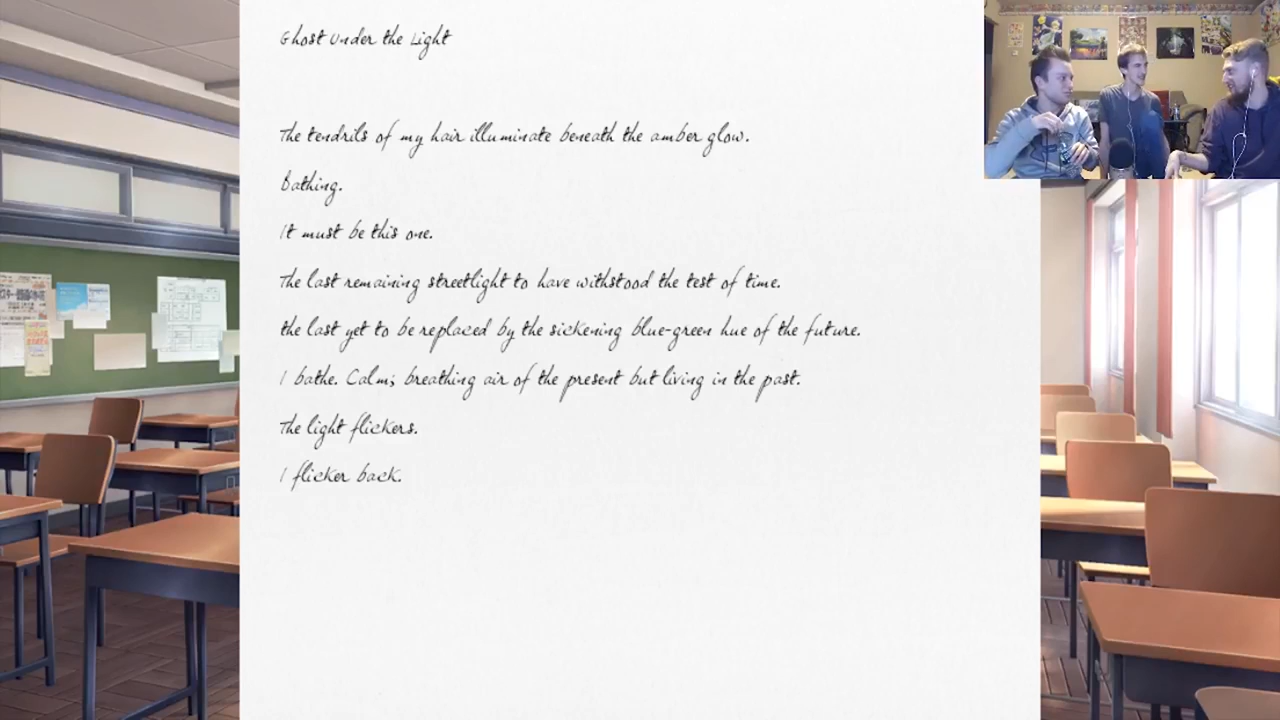 Ghost Under the Light
The tendrils of my hair illuminate beneath the amber glow.
Bathing.
It must be this one.
The last remaining streetlight to have withstood the test of time.
the last yet to be replaced by the sickening blue-green hue of the future.
I bathe. Calm; breathing air of the present but living in the past.
The light flickers.
I flicker back.